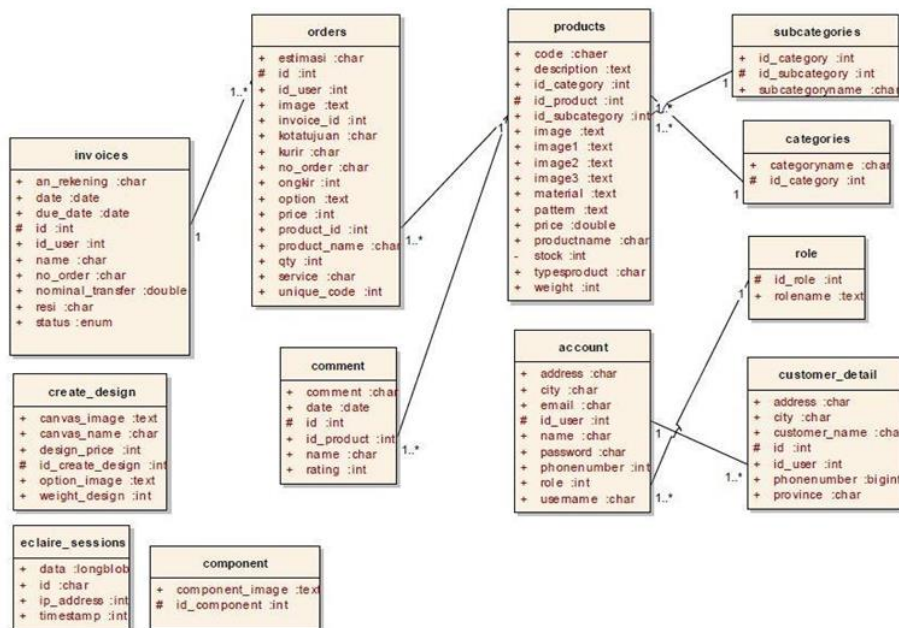 orders
+ estimasi :char
# id :int
+ id_user :int
+ image :text
+ invoice_id :int
+ kotatujuan :char
+ kurir :char
+ no_order :char
+ ongkir :int
+ option :text
+ price :int
+ product_id :int
+ product_name :char
+ qty :int
+ service :char
+ unique_code :int
products
+ code :chaer
+ description :text
+ id_category :int
# id_product :int
+ id_subcategory :int
+ image :text
+ image1 :text
+ image2 :text
+ image3 :text
+ material :text
+ pattern :text
+ price :double
+ productname :char
- stock :int
+ typesproduct :char
+ weight :int
subcategories
+ id_category :int
# id_subcategory :int
+ subcategoryname :char
categories
+ categoryname :char
# id_category :int
invoices
+ an_rekening :char
+ date :date
+ due_date :date
# id :int
+ id_user :int
+ name :char
+ no_order :char
+ nominal_transfer :double
+ resi :char
+ status :enum
role
# id_role :int
+ rolename :text
comment
+ comment :char
+ date :date
# id :int
+ id_product :int
+ name :char
+ rating :int
account
+ address :char
+ city :char
+ email :char
# id_user :int
+ name :char
+ password :char
+ phonenumber :int
+ role :int
+ username :char
customer_detail
+ address :char
+ city :char
+ customer_name :cha
# id :int
+ id_user :int
+ phonenumber :bigint
+ province :char
create_design
+ canvas_image :text
+ canvas_name :char
+ design_price :int
# id_create_design :int
+ option_image :text
+ weight_design :int
eclaire_sessions
+ data :longblob
+ id :char
+ ip_address :int
+ timestamp :int
component
+ component_image :text
# id_component :int
1..*
1
1
1..*
1..*
1
1..*
1..*
1
1
1..*
1
1..*